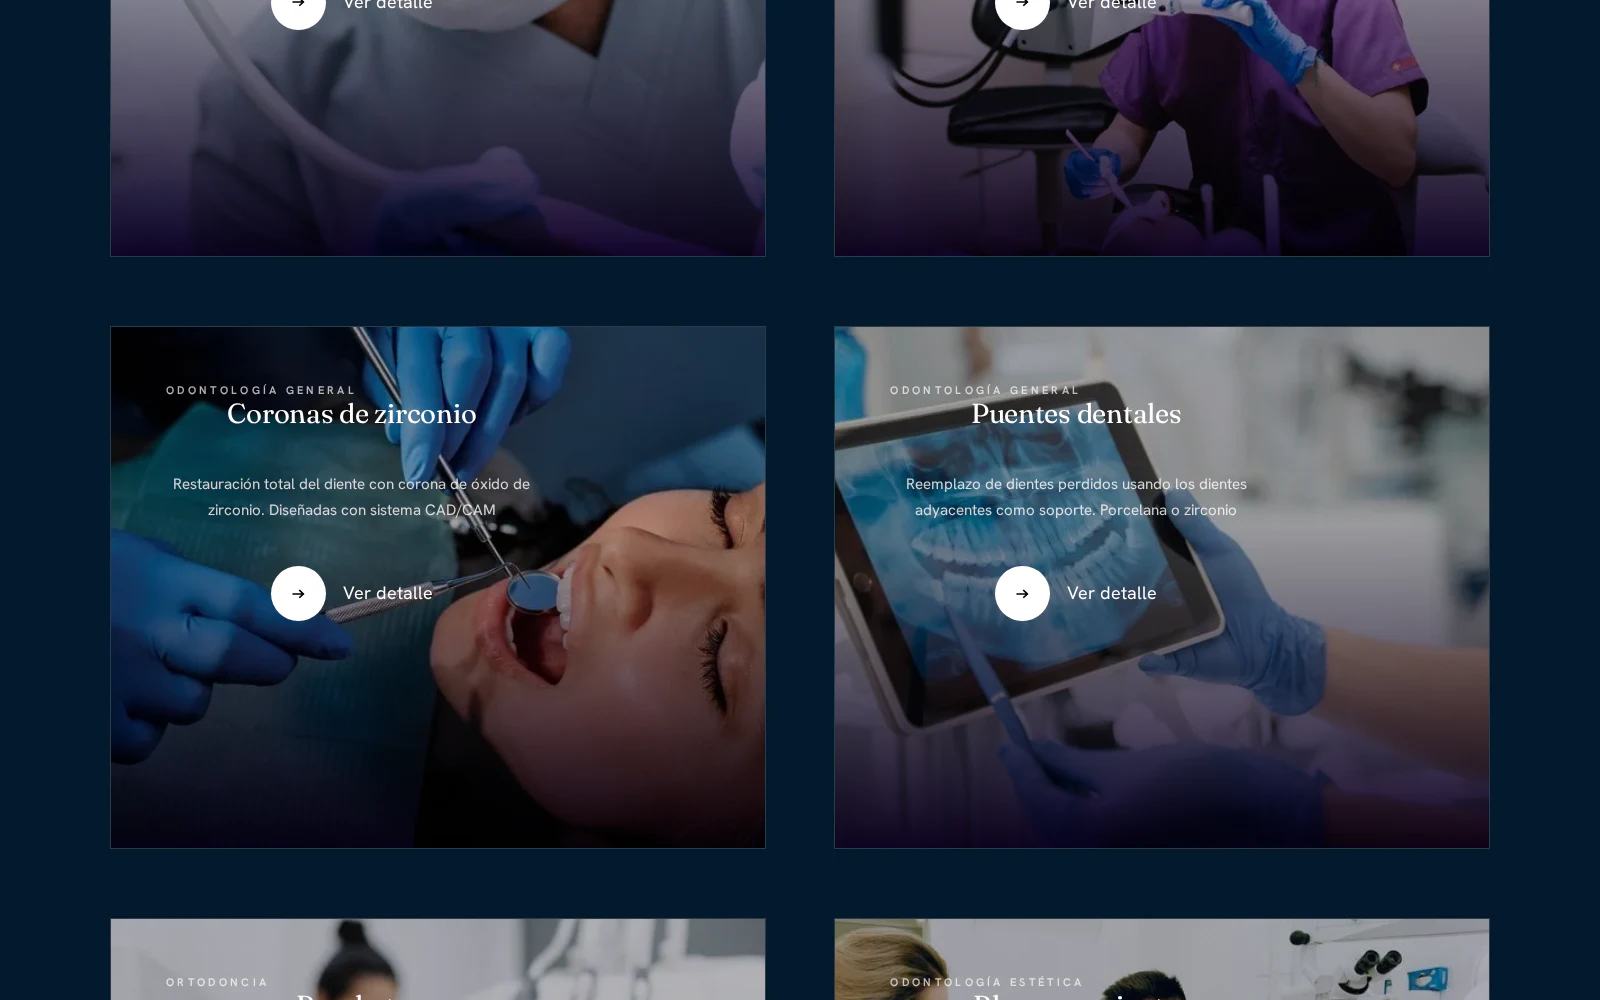 Ver detalle
Ver detalle
ODONTOLOGÍA GENERAL
Coronas de zirconio
Restauración total del diente con corona de óxido de
zirconio. Diseñadas con sistema CAD/CAM
Ver detalle
ODONTOLOGÍA GENERAL
Puentes dentales
Reemplazo de dientes perdidos usando los dientes
adyacentes como soporte. Porcelana o zirconio
Ver detalle
ORTODONCIA
ODONTOLOGÍA ESTÉTICA